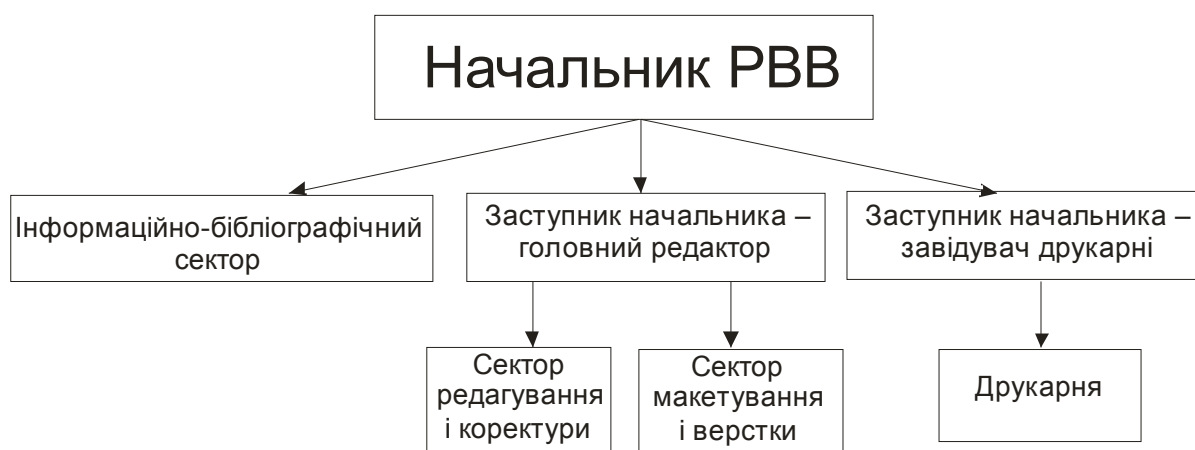 Начальник РВВ
Інформаційно-бібліографічний
сектор
Заступник начальника –
головний редактор
Заступник начальника –
завідувач друкарні
Сектор
редагування
і коректури
Сектор
макетування
і верстки
Друкарня